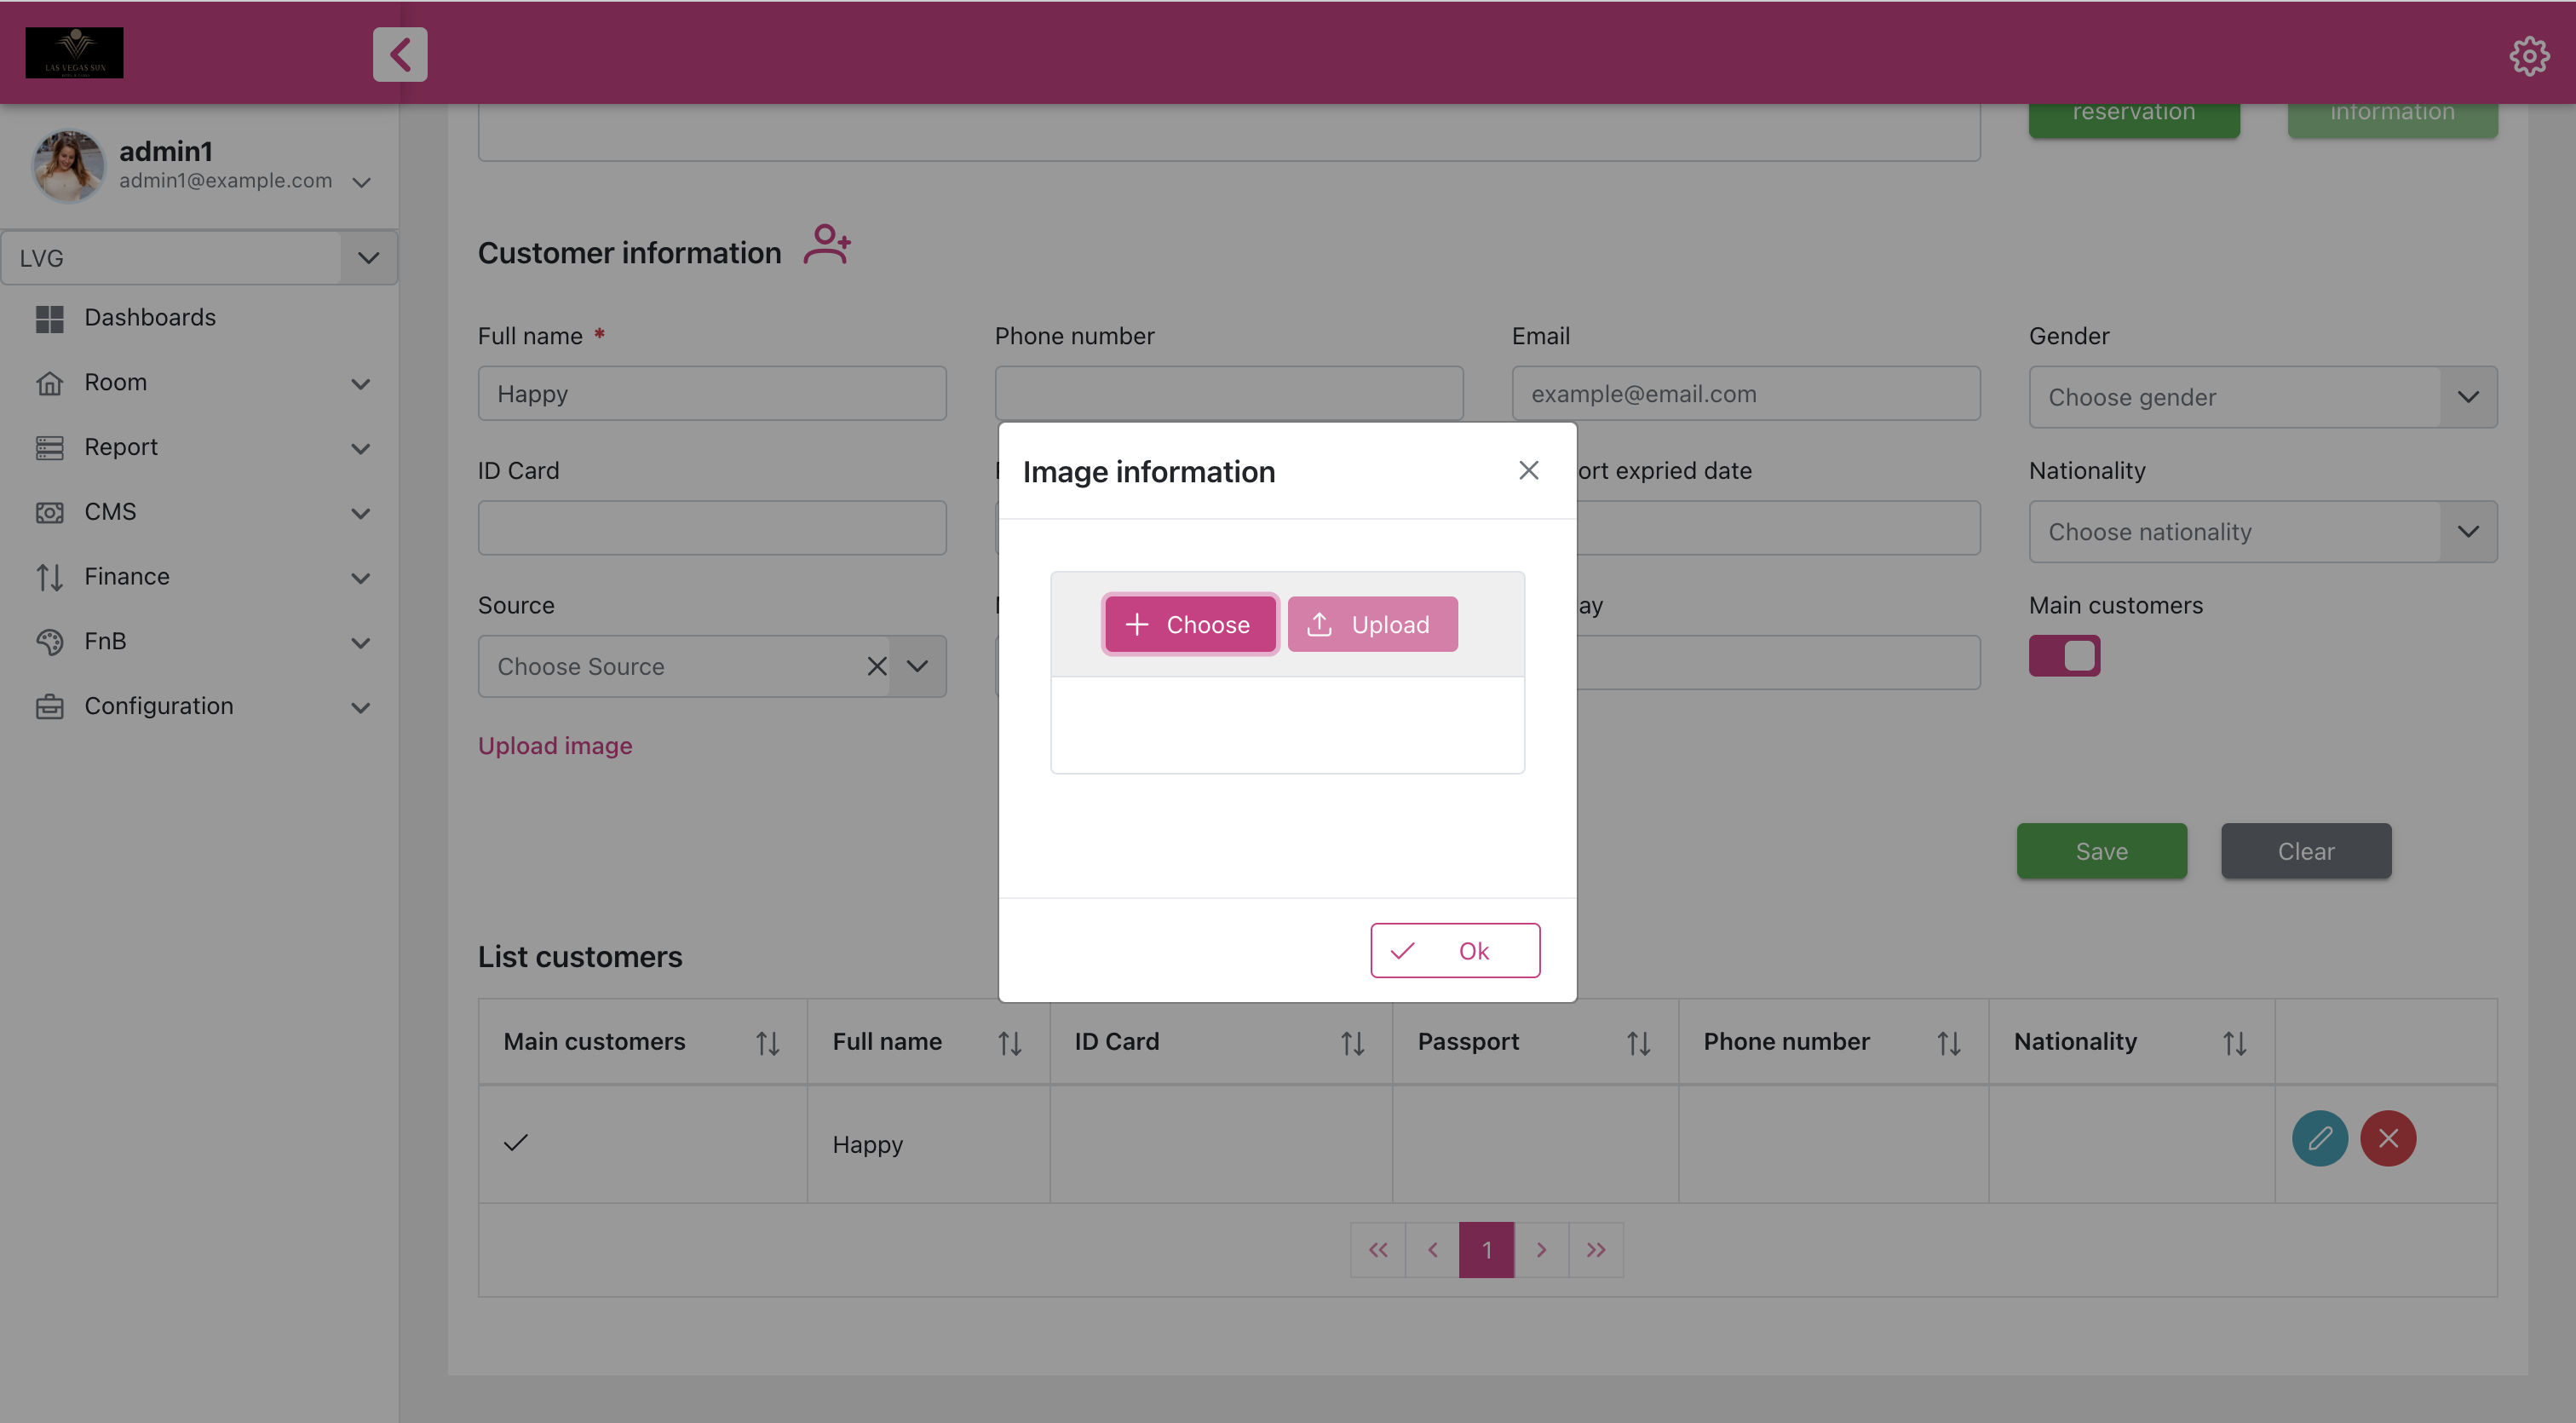 LAS VEGAS SUN
reservation
information
admin1
admin1@example.com
LVG
Dashboards
Room
Report
CMS
Finance
FnB
Configuration
Customer information
Full name *
Phone number
Email
Gender
Happy
example@email.com
Choose gender
ID Card
ort expried date
Nationality
Choose nationality
Source
ay
Main customers
Choose Source
Upload image
Image information
Choose
Upload
Ok
Save
Clear
List customers
Main customers
Full name
ID Card
Passport
Phone number
Nationality
Happy
1